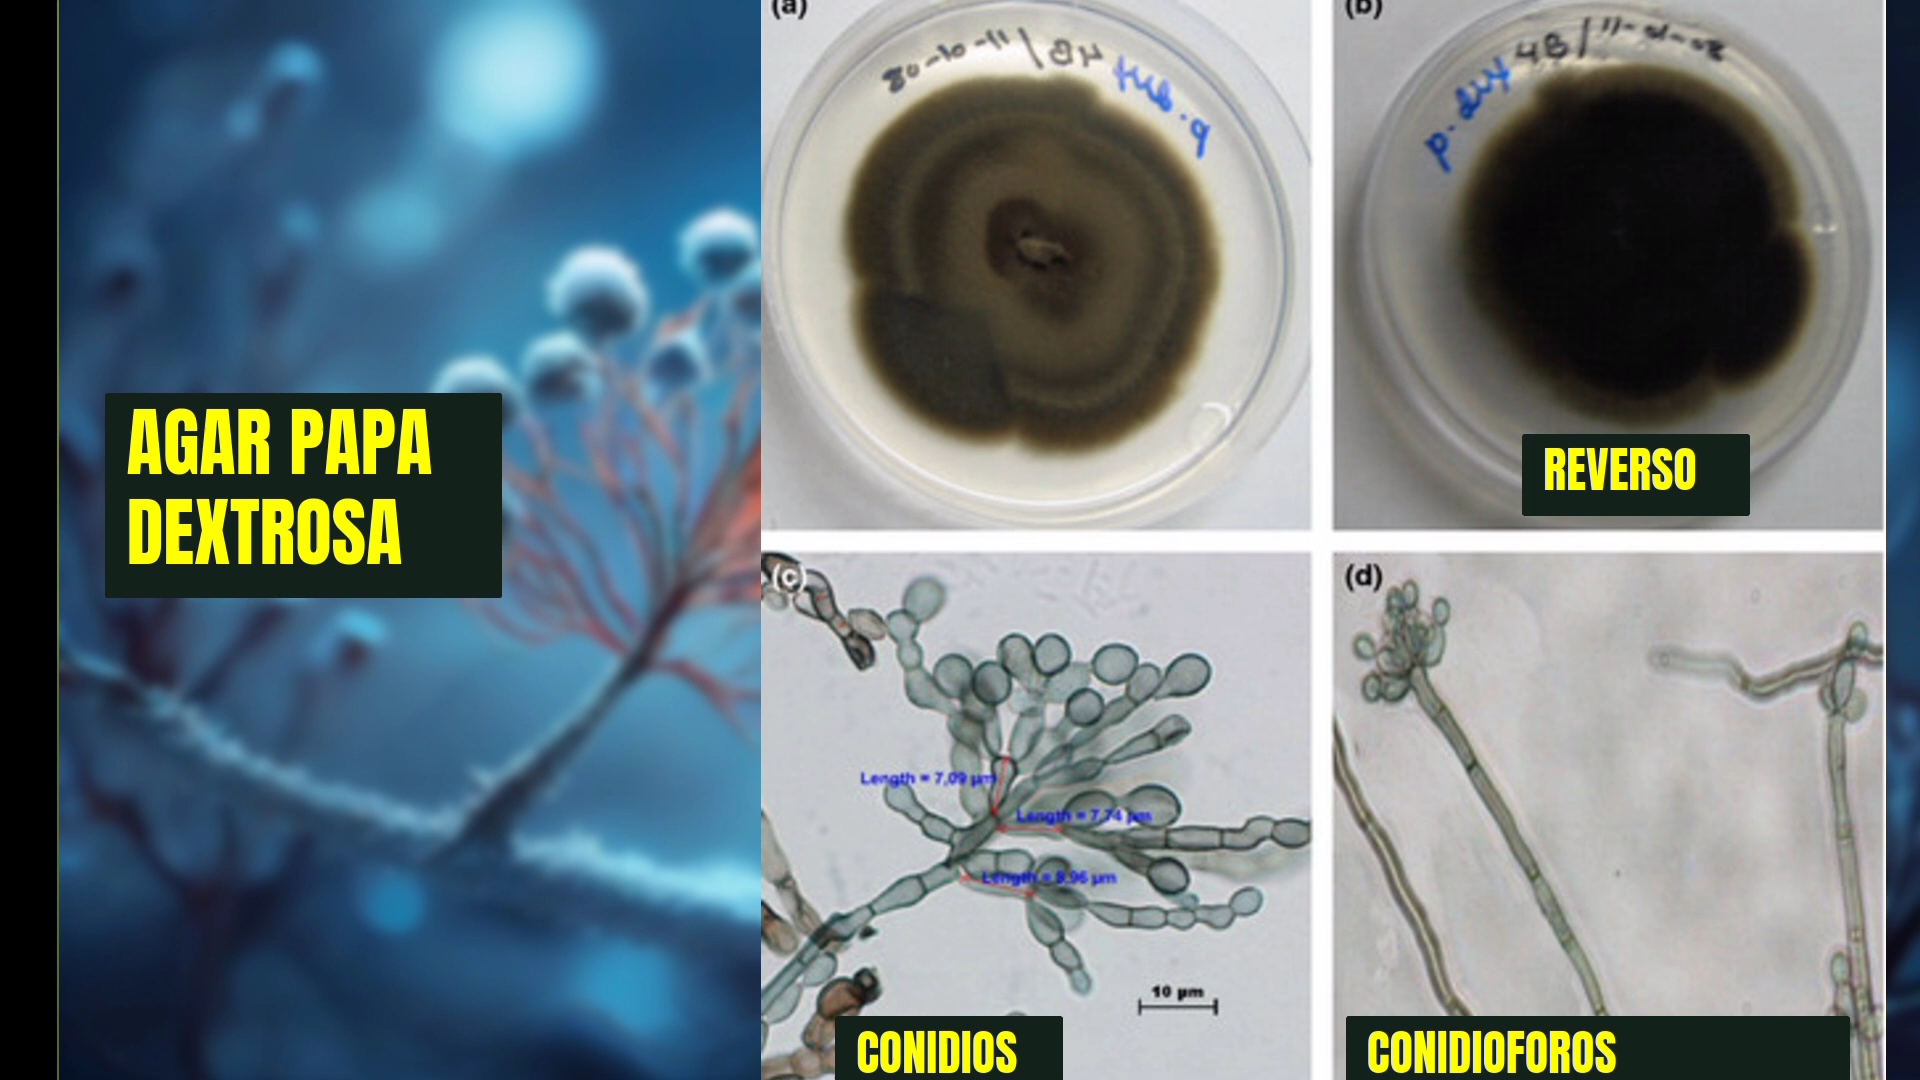 AGAR PAPA
DEXTROSA
(a)
(b)
REVERSO
(c)
Length = 7,09 µm
Length = 7.74 µm
Length = 8,96 µm
10 µm
CONIDIOS
(d)
CONIDIOFOROS